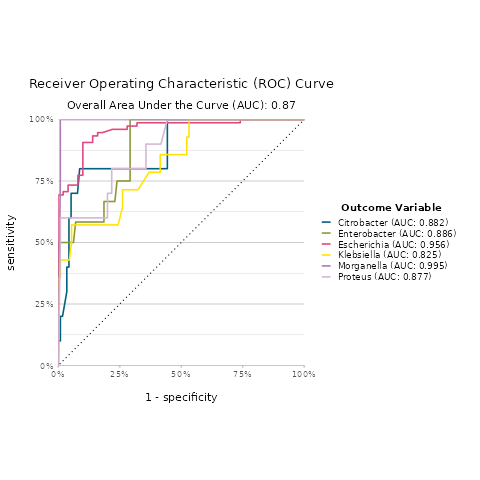 Receiver Operating Characteristic (ROC) Curve
Overall Area Under the Curve (AUC): 0.87
100%
75%
50%
25%
0%
sensitivity
0%
25%
50%
75%
100%
1 - specificity
Outcome Variable
Citrobacter (AUC: 0.882)
Enterobacter (AUC: 0.886)
Escherichia (AUC: 0.956)
Klebsiella (AUC: 0.825)
Morganella (AUC: 0.995)
Proteus (AUC: 0.877)